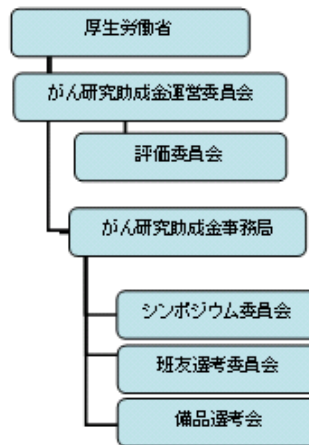 厚生労働省
がん研究助成金運営委員会
評価委員会
がん研究助成金事務局
シンポジウム委員会
班友選考委員会
備品選考会